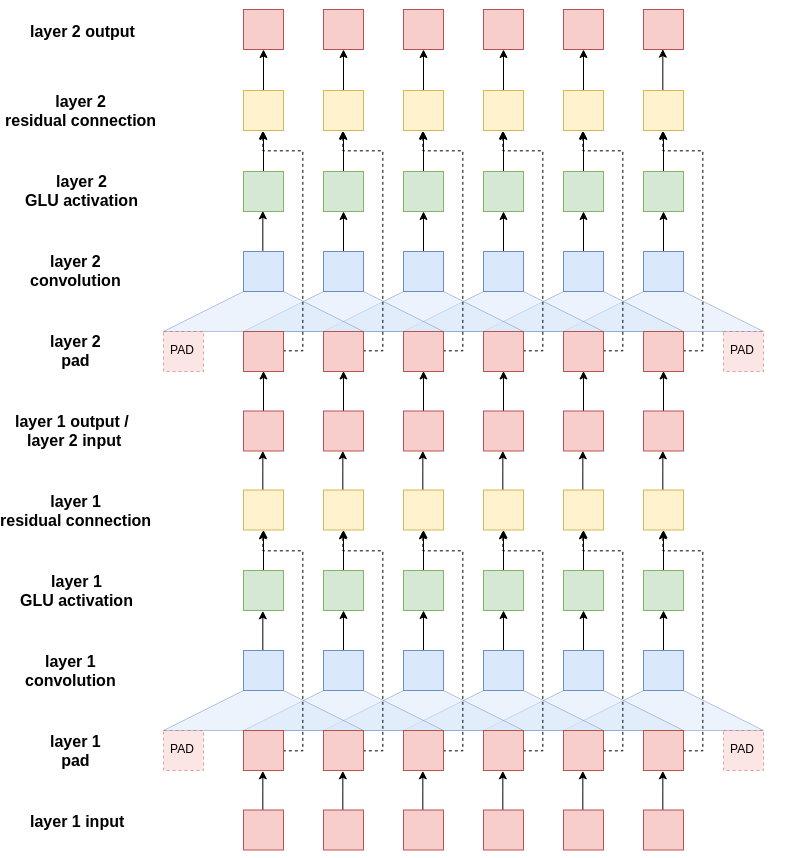 layer 2 output
layer 2
residual connection
layer 2
GLU activation
layer 2
convolution
layer 2
pad
PAD
PAD
layer 1 output /
layer 2 input
layer 1
residual connection
layer 1
GLU activation
layer 1
convolution
layer 1
pad
PAD
PAD
layer 1 input